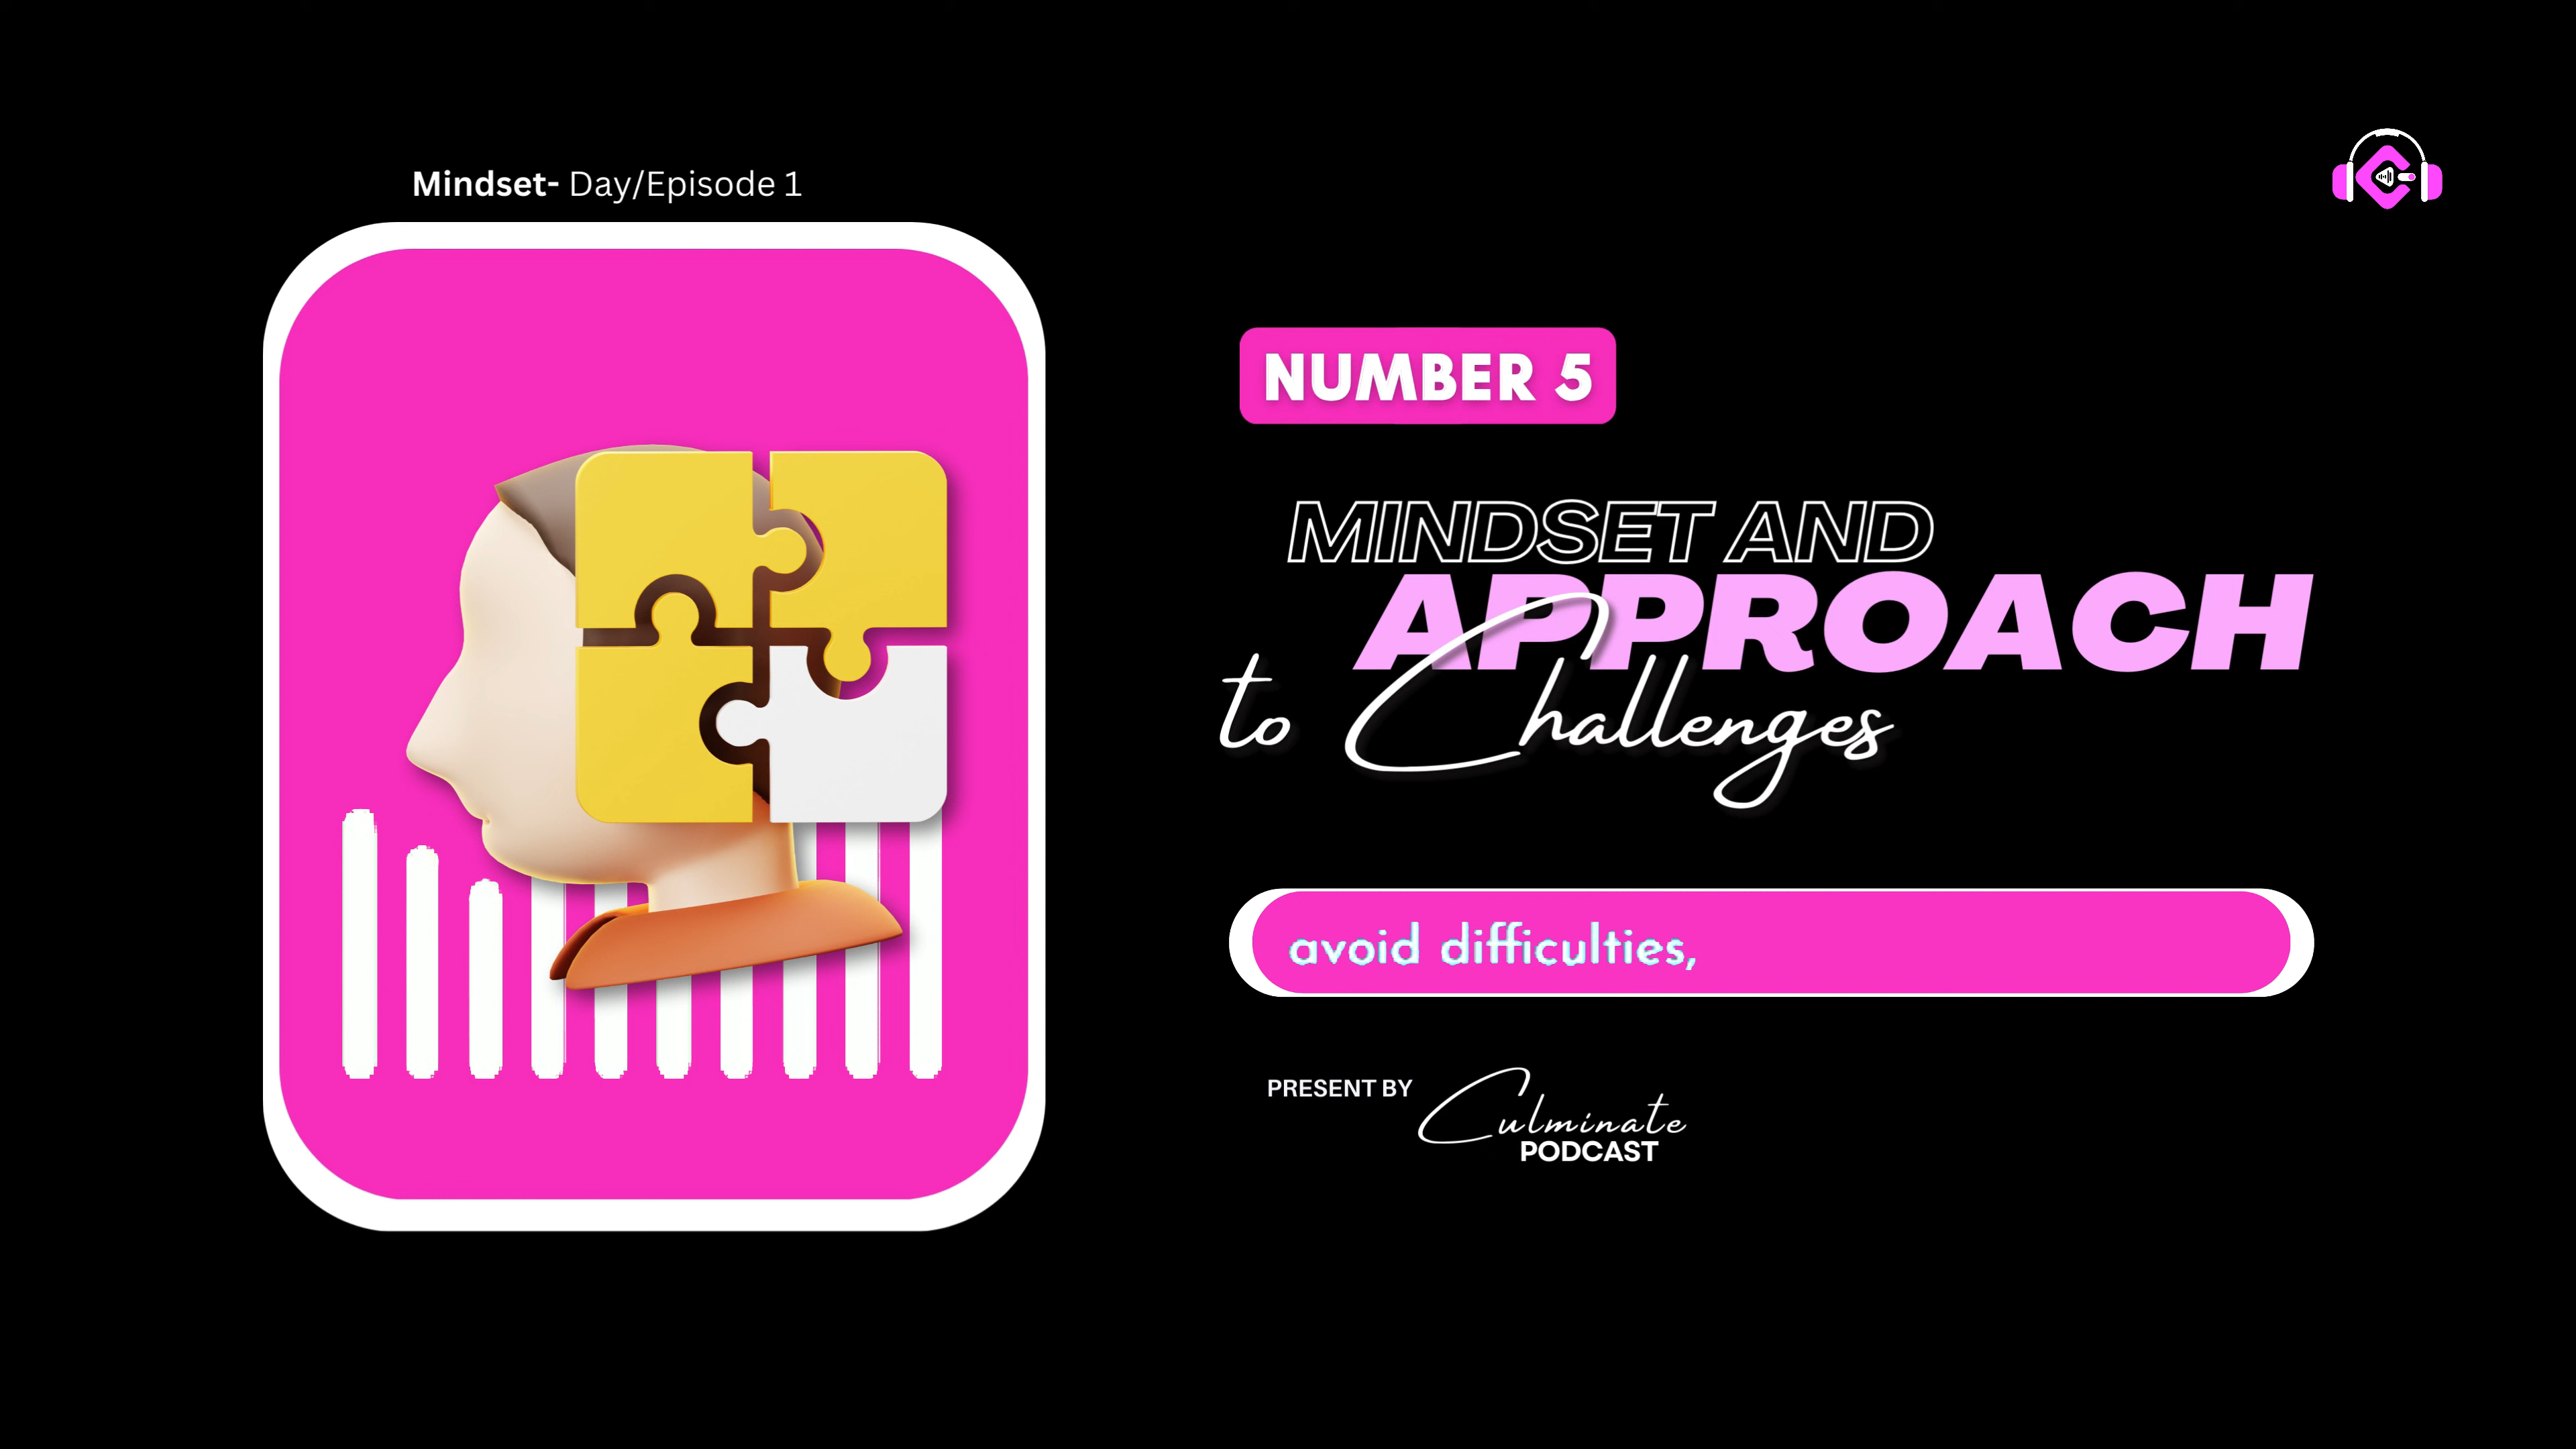 Mindset- Day/Episode 1
NUMBER 5
MINDSET AND
APPROACH
to Challenges
avoid difficulties,
PRESENT BY Culminate
PODCAST